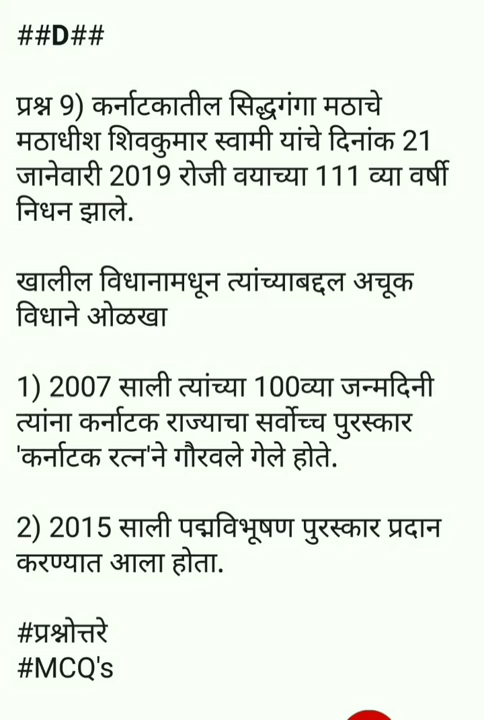 ##D##
प्रश्न 9) कर्नाटकातील सिद्धगंगा मठाचे
मठाधीश शिवकुमार स्वामी यांचे दिनांक 21
जानेवारी 2019 रोजी वयाच्या 111 व्या वर्षी
निधन झाले.
खालील विधानामधून त्यांच्याबद्दल अचूक
विधाने ओळखा
1) 2007 साली त्यांच्या 100व्या जन्मदिनी
त्यांना कर्नाटक राज्याचा सर्वोच्च पुरस्कार
'कर्नाटक रत्न'ने गौरवले गेले होते.
2) 2015 साली पद्मविभूषण पुरस्कार प्रदान
करण्यात आला होता.
#प्रश्नोत्तरे
#MCQ's